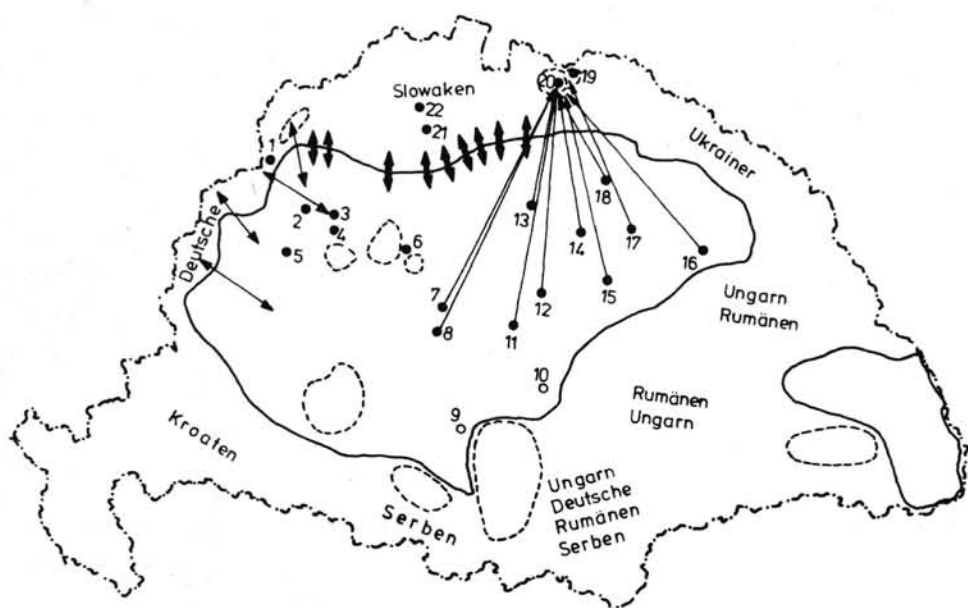 Slowaken
22
21
20
19
Ukrainer
1
2
3
4
5
6
Deutsche
18
13
14
17
16
15
12
7
8
11
Ungarn
Rumänen
10
9
Rumänen
Ungarn
Kroaten
Serben
Ungarn
Deutsche
Rumänen
Serben